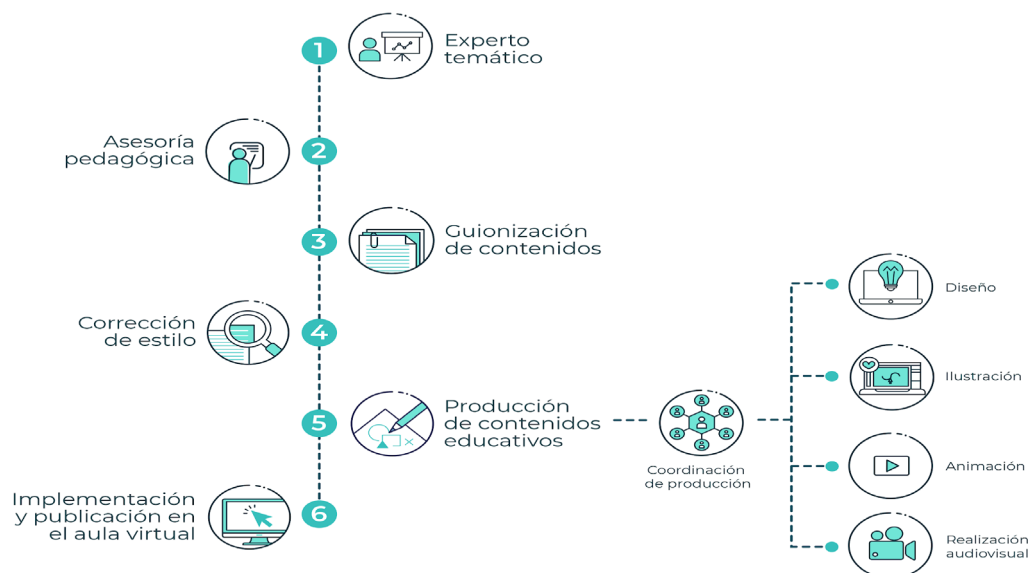 1
Experto
temático
Asesoría
pedagógica
2
3
Guionización
de contenidos
Corrección
de estilo
4
5
Producción
de contenidos
educativos
Coordinación
de producción
Diseño
Ilustración
Animación
Realización
audiovisual
Implementación
y publicación en
el aula virtual
6